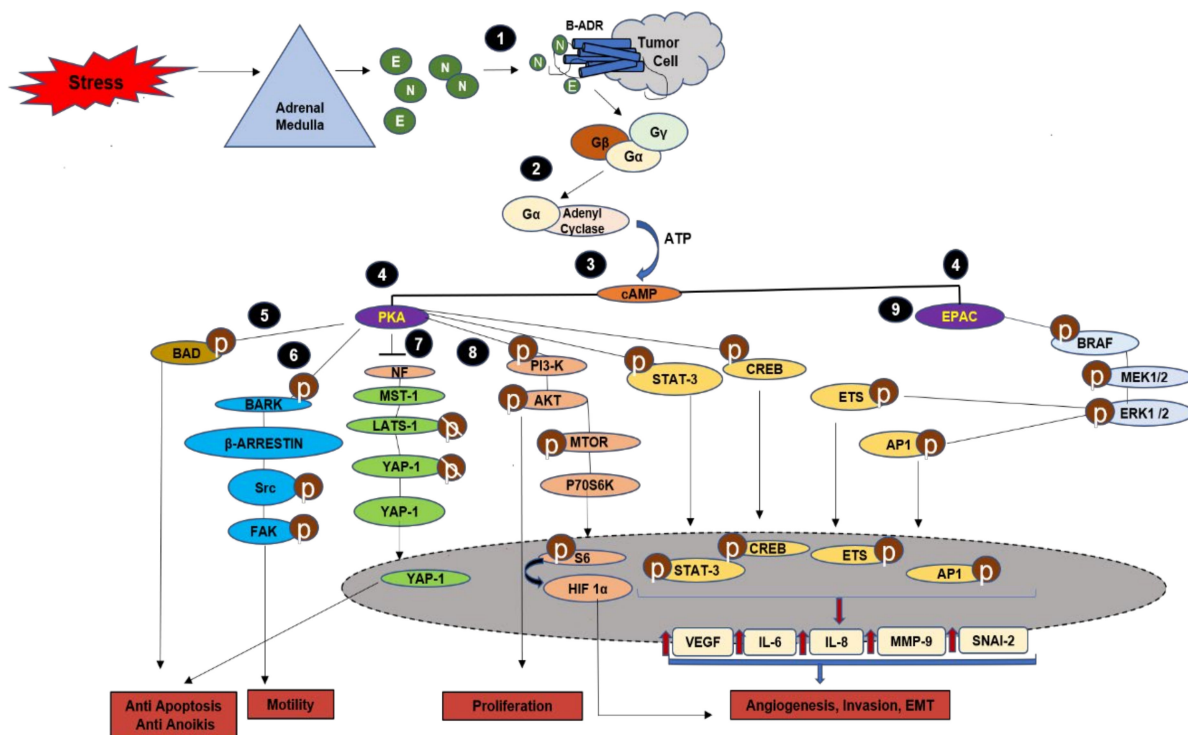 Stress
Adrenal
Medulla
E
N
E
N
N
1
B-ADR
N
N
E
Tumor
Cell
Gβ
Gγ
Gα
2
Gα
Adenyl
Cyclase
ATP
3
cAMP
4
4
PKA
9
EPAC
5
BAD
p
6
BARK
p
β-ARRESTIN
Src
p
FAK
p
7
NF
MST-1
LATS-1
p
YAP-1
p
YAP-1
YAP-1
8
p
PI3-K
p
AKT
p
MTOR
P70S6K
p
S6
HIF 1α
p
STAT-3
p
CREB
p
BRAF
MEK1/2
p
ERK1 /2
ETS
p
AP1
p
p
STAT-3
p
CREB
ETS
p
AP1
p
VEGF
IL-6
IL-8
MMP-9
SNAI-2
Anti Apoptosis
Anti Anoikis
Motility
Proliferation
Angiogenesis, Invasion, EMT